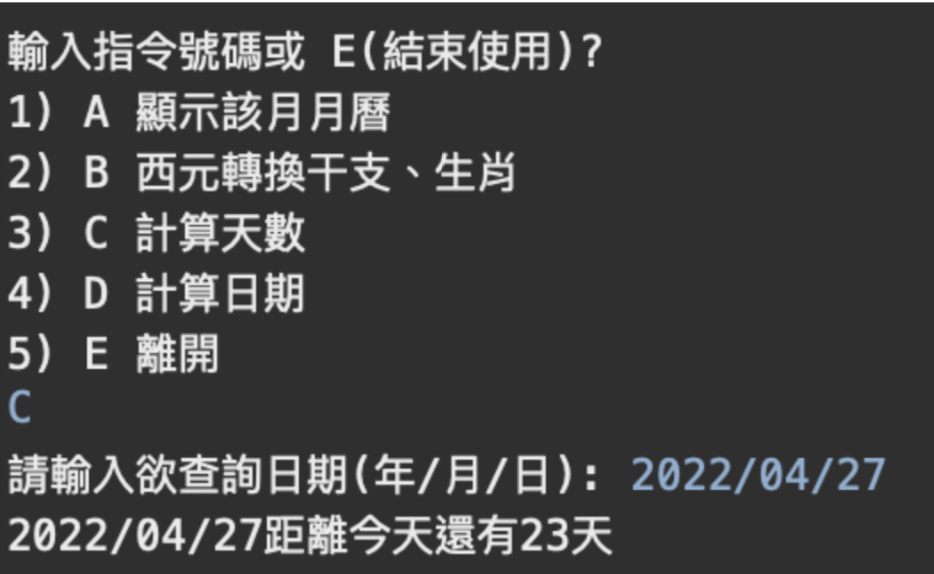 輸入指令號碼或 E(結束使用)?
1) A 顯示該月月曆
2) B 西元轉換干支、生肖
3) C 計算天數
4) D 計算日期
5) E 離開
C
請輸入欲查詢日期(年/月/日): 2022/04/27
2022/04/27距離今天還有23天